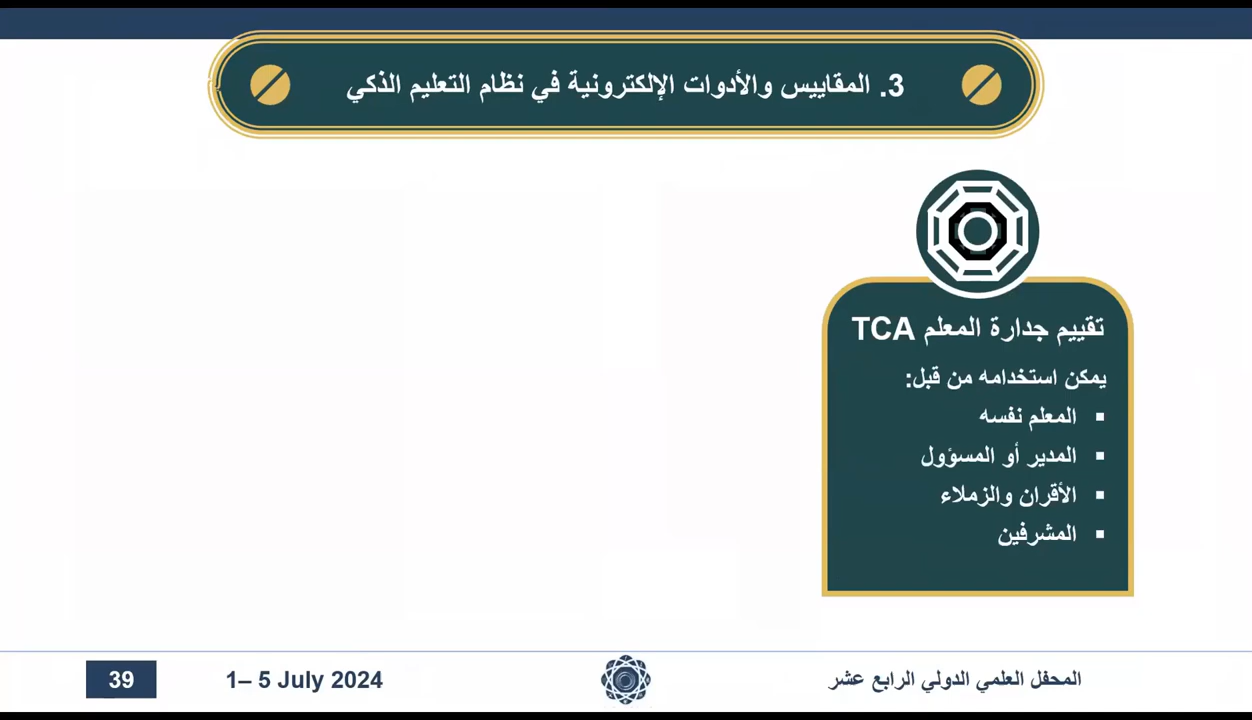 3. المقاييس والأدوات الإلكترونية في نظام التعليم الذكي
تقييم جدارة المعلم TCA
يمكن استخدامه من قبل:
▪ المعلم نفسه
▪ المدير أو المسؤول
▪ الأقران والزملاء
▪ المشرفين
المحفل العلمي الدولي الرابع عشر
1– 5 July 2024
39